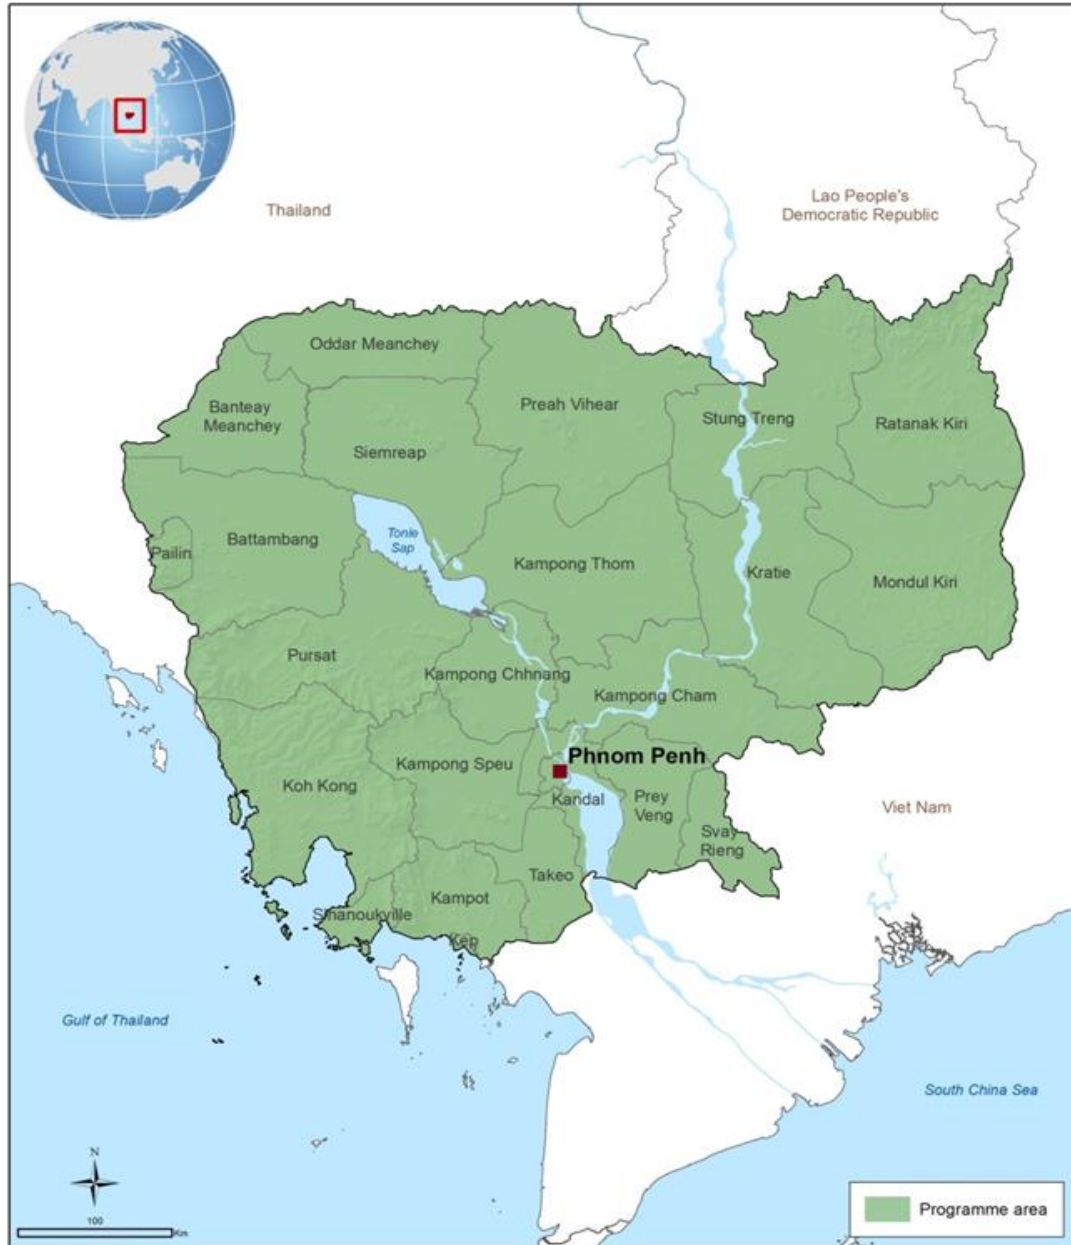 Thailand
Lao People's
Democratic Republic
Oddar Meanchey
Banteay
Meanchey
Preah Vihear
Stung Treng
Ratanak Kiri
Siemreap
Tonle
Sap
Battambang
Pailin
Kampong Thom
Kratie
Mondul Kiri
Pursat
Kampong Chhnang
Kampong Cham
Phnom Penh
Kampong Speu
Koh Kong
Kandal
Prey
Veng
Svay
Rieng
Viet Nam
Takeo
Kampot
Sihanoukville
Kep
Gulf of Thailand
South China Sea
N
100
Km
Programme area